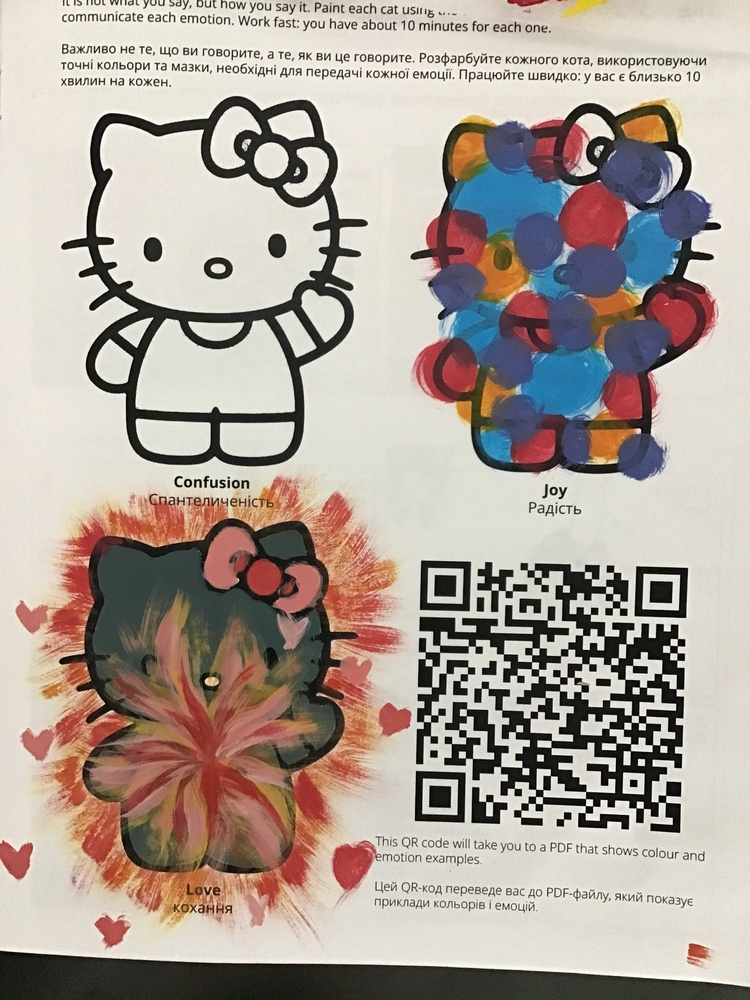 It is not what you say, but how you say it. Paint each cat using
communicate each emotion. Work fast: you have about 10 minutes for each one.
Важливо не те, що ви говорите, а те, як ви це говорите. Розфарбуйте кожного кота, використовуючи
точні кольори та мазки, необхідні для передачі кожної емоції. Працюйте швидко: у вас є близько 10
хвилин на кожен.
Confusion
Спантеличеність
Joy
Радість
Love
кохання
This QR code will take you to a PDF that shows colour and
emotion examples.
Цей QR-код переведе вас до PDF-файлу, який показує
приклади кольорів і емоцій.